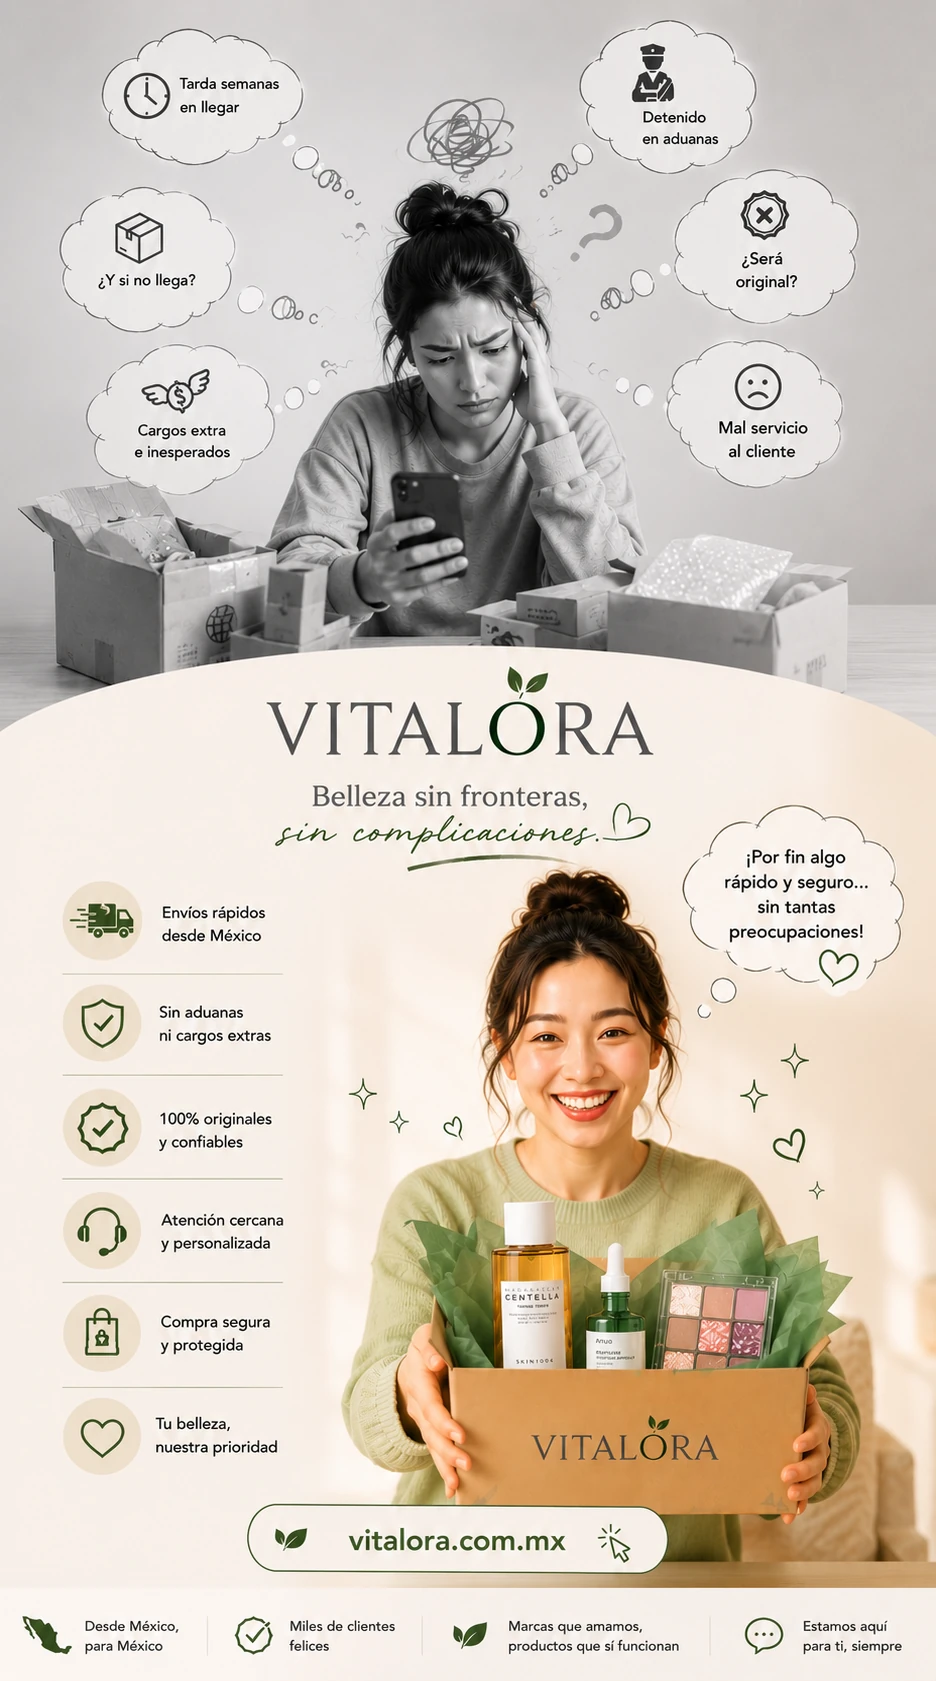 Tarda semanas
en llegar
Detenido
en aduanas
¿Y si no llega?
¿Será
original?
Cargos extra
e inesperados
Mal servicio
al cliente
VITALORA
Belleza sin fronteras,
sin complicaciones.
¡Por fin algo
rápido y seguro...
sin tantas
preocupaciones!
Envíos rápidos
desde México
Sin aduanas
ni cargos extras
100% originales
y confiables
Atención cercana
y personalizada
Compra segura
y protegida
Tu belleza,
nuestra prioridad
CENTELLA
SKIN1004
Anua
VITALORA
vitalora.com.mx
Desde México,
para México
Miles de clientes
felices
Marcas que amamos,
productos que sí funcionan
Estamos aquí
para ti, siempre